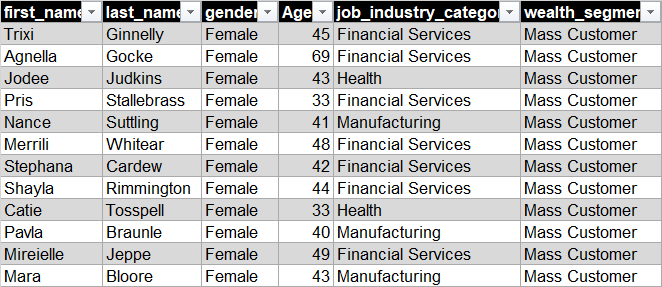 first_name last_name gender Age job_industry_catego wealth_segme
Trixi Ginnelly Female 45 Financial Services Mass Customer
Agnella Gocke Female 69 Financial Services Mass Customer
Jodee Judkins Female 43 Health Mass Customer
Pris Stallebrass Female 33 Financial Services Mass Customer
Nance Suttling Female 41 Manufacturing Mass Customer
Merrili Whitear Female 48 Financial Services Mass Customer
Stephana Cardew Female 42 Financial Services Mass Customer
Shayla Rimmington Female 44 Financial Services Mass Customer
Catie Tosspell Female 33 Health Mass Customer
Pavla Braunle Female 40 Manufacturing Mass Customer
Mireielle Jeppe Female 49 Financial Services Mass Customer
Mara Bloore Female 43 Manufacturing Mass Customer